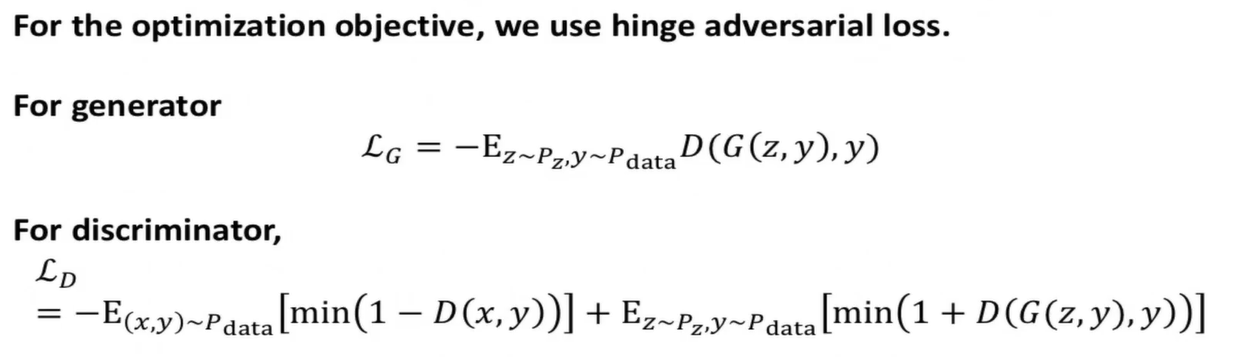 For the optimization objective, we use hinge adversarial loss.
For generator
ℒ_G = −E_{z~P_z,y~P_data} D(G(z, y), y)
For discriminator,
ℒ_D
= −E_{(x,y)~P_data}[min(1 − D(x, y))] + E_{z~P_z,y~P_data}[min(1 + D(G(z, y), y))]